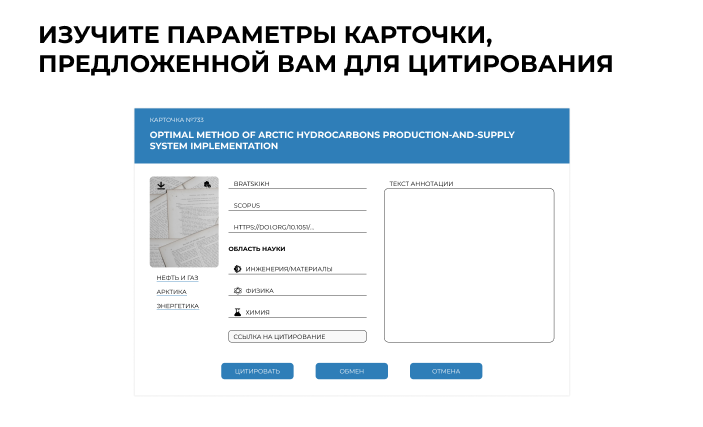 ИЗУЧИТЕ ПАРАМЕТРЫ КАРТОЧКИ,
ПРЕДЛОЖЕННОЙ ВАМ ДЛЯ ЦИТИРОВАНИЯ
КАРТОЧКА №733
OPTIMAL METHOD OF ARCTIC HYDROCARBONS PRODUCTION-AND-SUPPLY
SYSTEM IMPLEMENTATION
BRATSKIKH
SCOPUS
HTTPS://DOI.ORG/10.1051/...
ОБЛАСТЬ НАУКИ
ИНЖЕНЕРИЯ/МАТЕРИАЛЫ
ФИЗИКА
ХИМИЯ
ССЫЛКА НА ЦИТИРОВАНИЕ
НЕФТЬ И ГАЗ
АРКТИКА
ЭНЕРГЕТИКА
ТЕКСТ АННОТАЦИИ
ЦИТИРОВАТЬ
ОБМЕН
ОТМЕНА